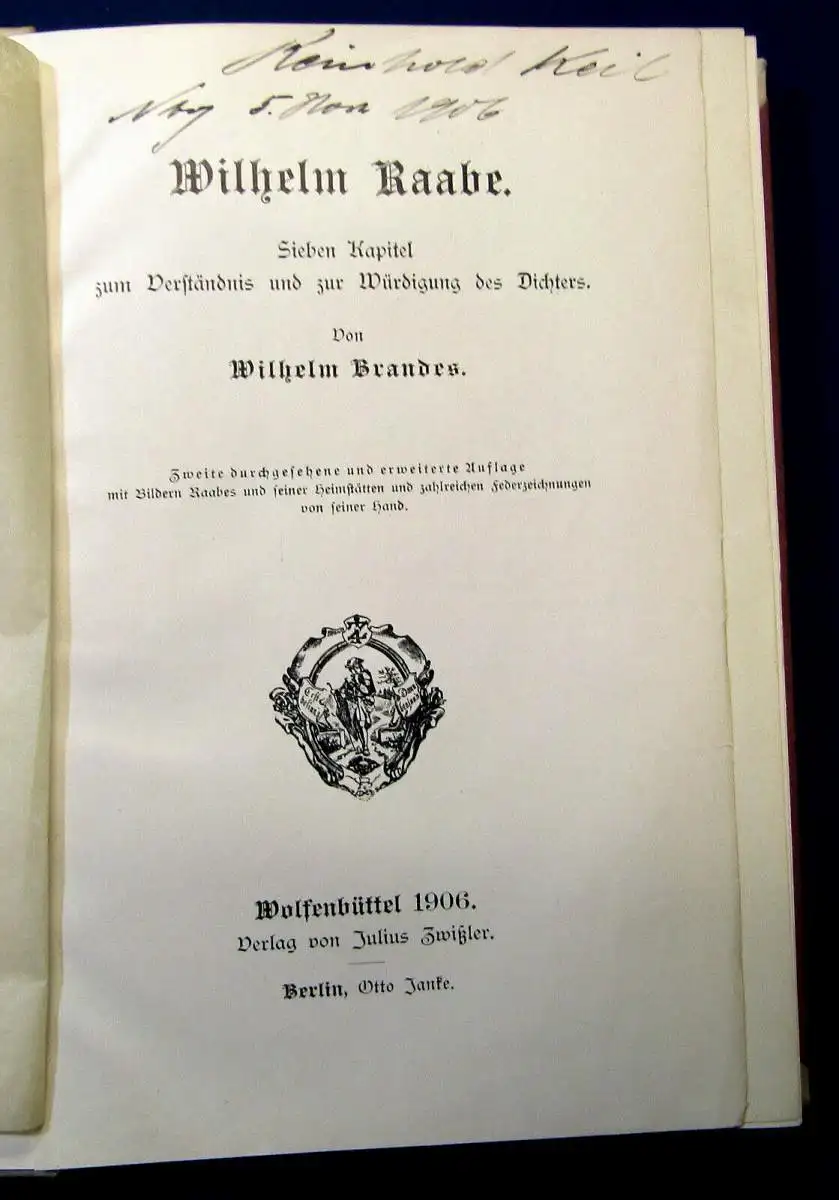 Reinhold Keil
Nbg 5. Nov 1906
Wilhelm Raabe.
Sieben Kapitel
zum Verſtändnis und zur Würdigung des Dichters.
Von
Wilhelm Brandes.
Zweite durchgeſehene und erweiterte Auflage
mit Bildern Raabes und ſeiner Heimſtätten und zahlreichen Federzeichnungen
von ſeiner Hand.
Wolfenbüttel 1906.
Verlag von Julius Zwißler.
Berlin, Otto Janke.